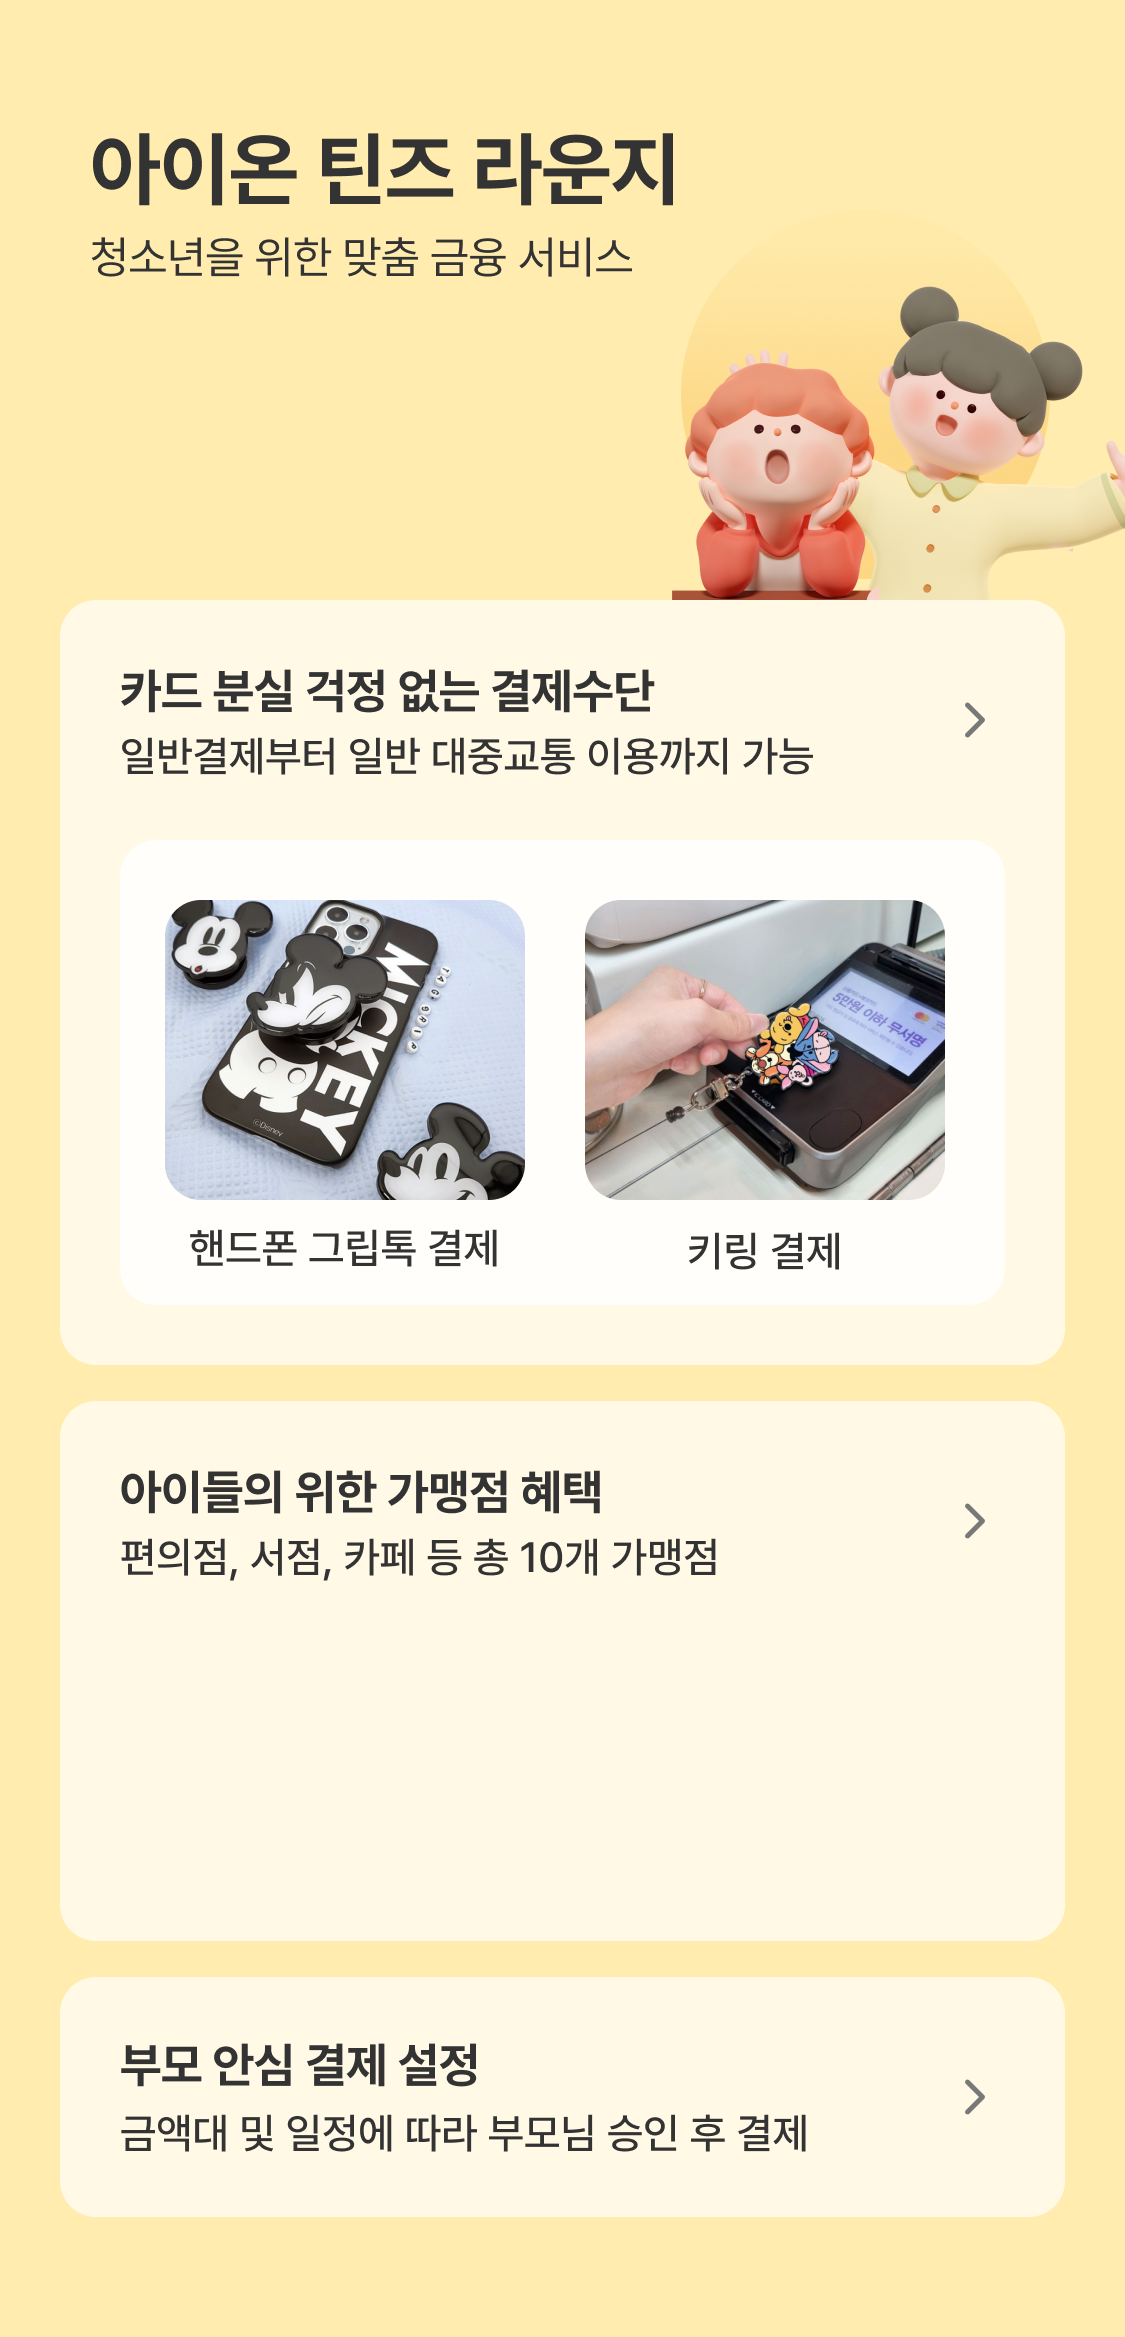 아이온 틴즈 라운지
청소년을 위한 맞춤 금융 서비스
카드 분실 걱정 없는 결제수단
일반결제부터 일반 대중교통 이용까지 가능
MICKEY
©Disney
5만원 이하 무서명
핸드폰 그립톡 결제
키링 결제
아이들의 위한 가맹점 혜택
편의점, 서점, 카페 등 총 10개 가맹점
부모 안심 결제 설정
금액대 및 일정에 따라 부모님 승인 후 결제